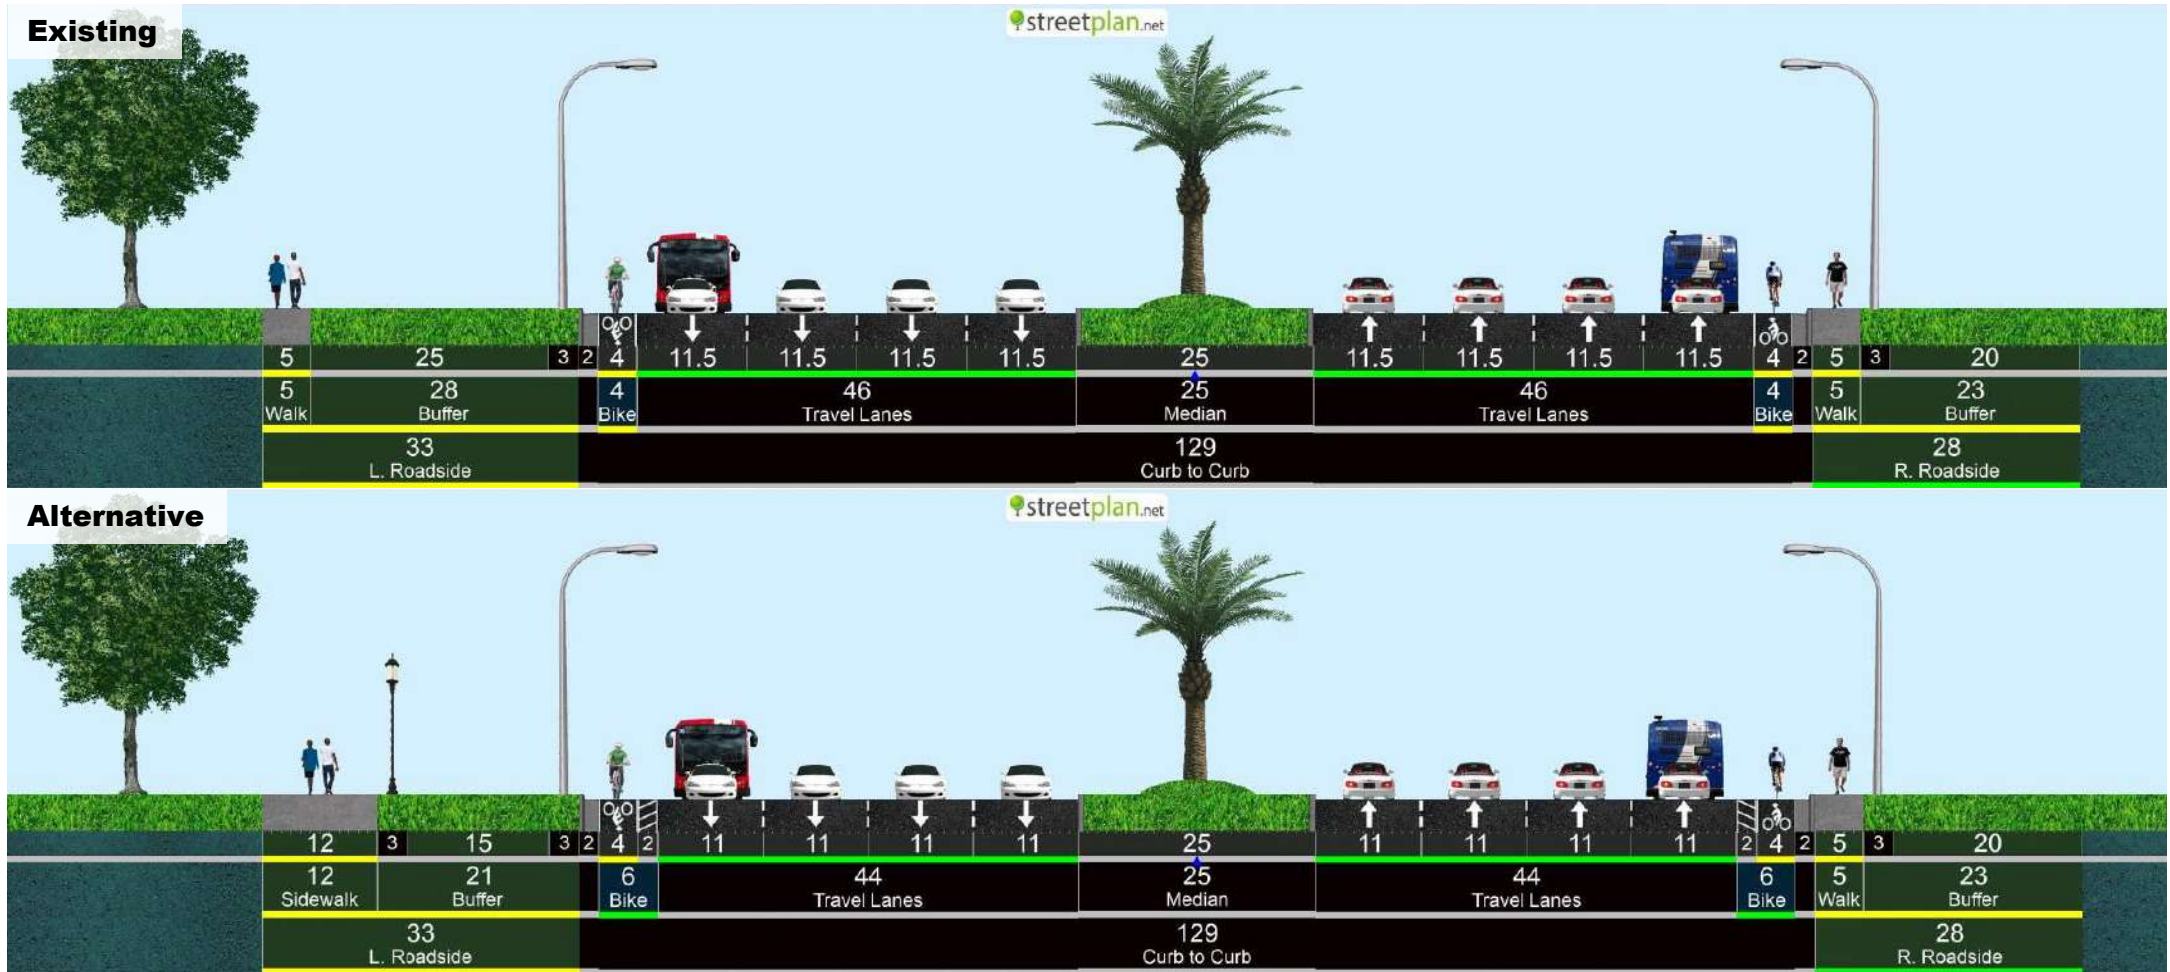 Existing
streetplan.net
5 25 3 2 4 11.5 11.5 11.5 11.5 25 11.5 11.5 11.5 11.5 4 2 5 3 20
5 28 4 46 25 46 4 5 23
Walk Buffer Bike Travel Lanes Median Travel Lanes Bike Walk Buffer
33 129 28
L. Roadside Curb to Curb R. Roadside
Alternative
streetplan.net
12 3 15 3 2 4 2 11 11 11 11 25 11 11 11 11 2 4 2 5 3 20
12 21 6 44 25 44 6 5 23
Sidewalk Buffer Bike Travel Lanes Median Travel Lanes Bike Walk Buffer
33 129 28
L. Roadside Curb to Curb R. Roadside